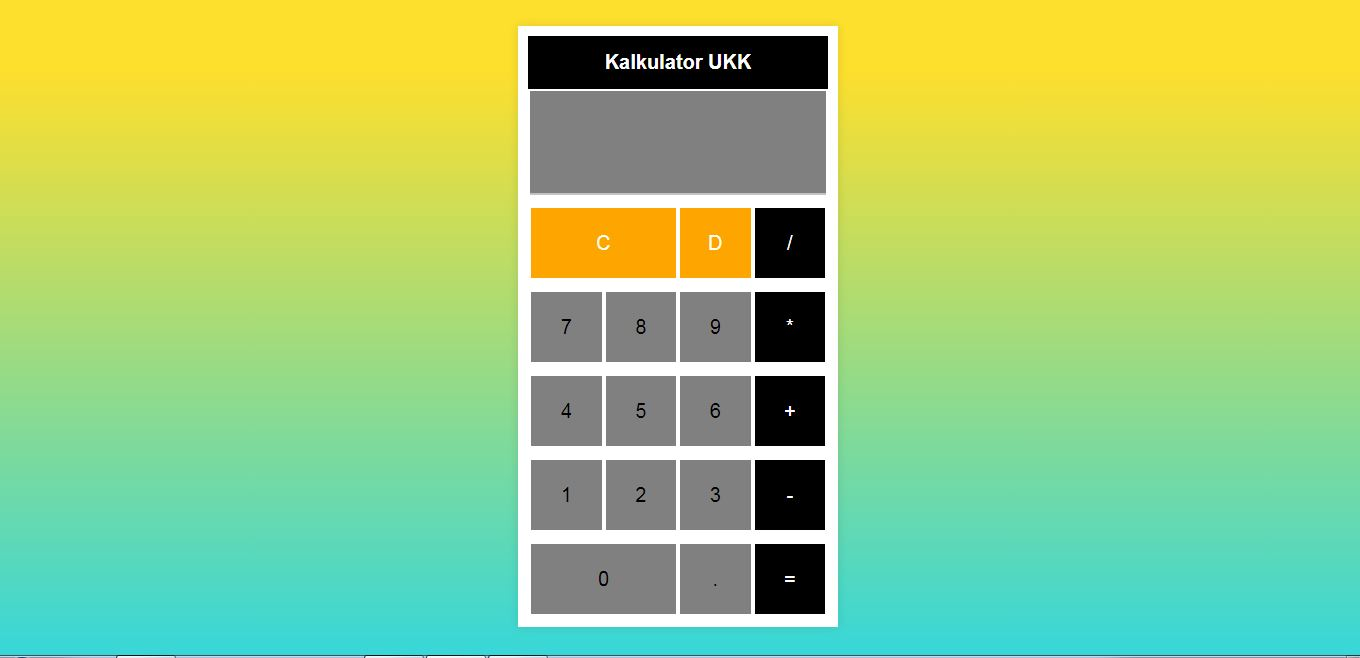 Kalkulator UKK
C D /
7 8 9 *
4 5 6 +
1 2 3 -
0 . =